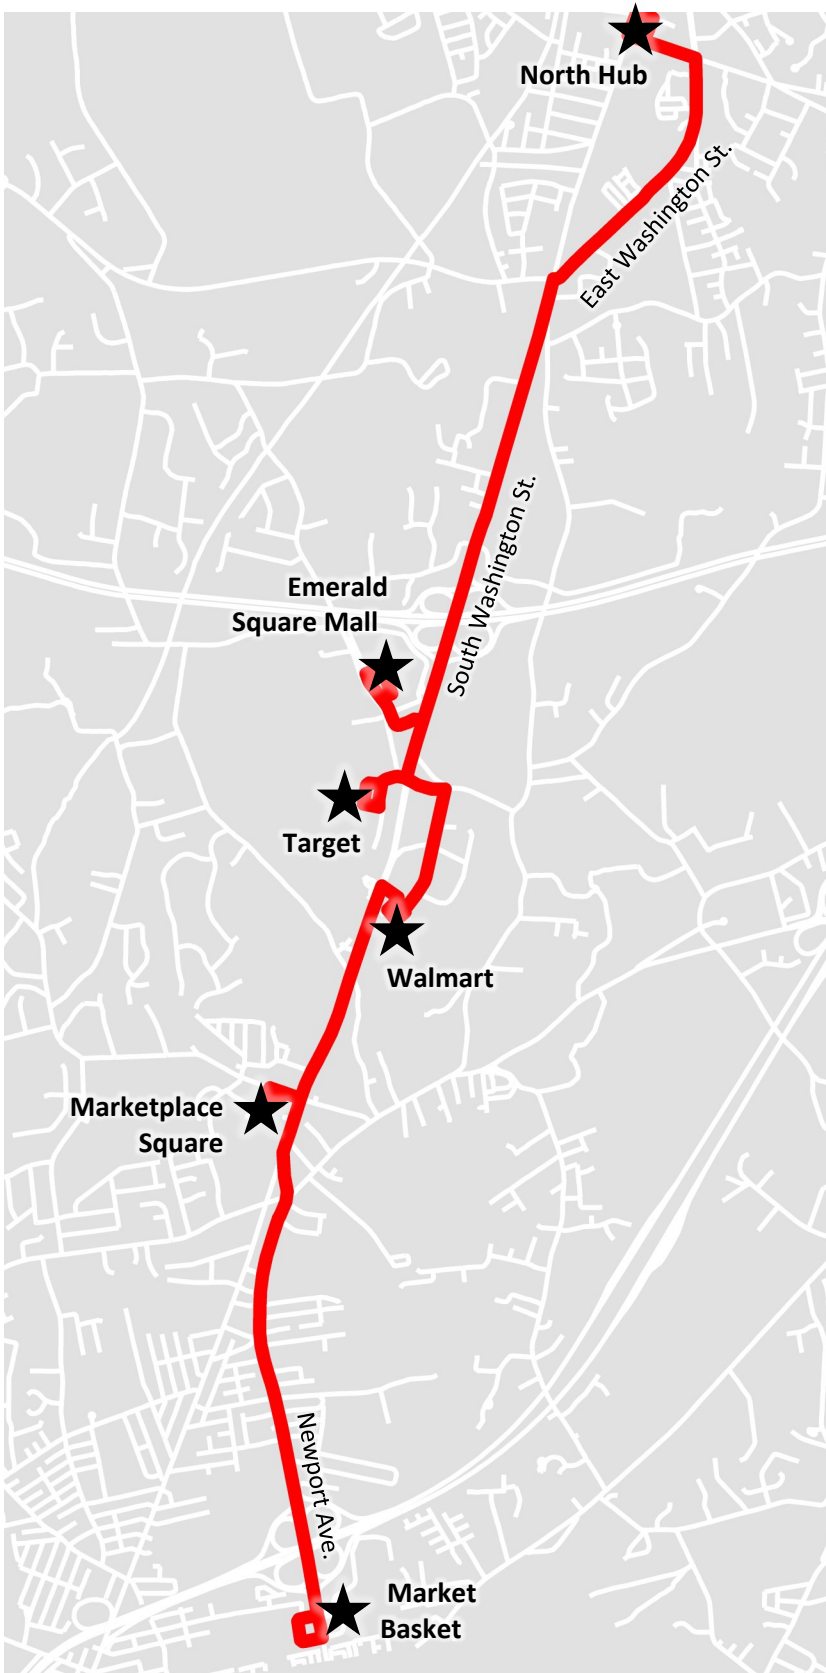 North Hub
East Washington St.
South Washington St.
Emerald
Square Mall
Target
Walmart
Marketplace
Square
Newport Ave.
Market
Basket